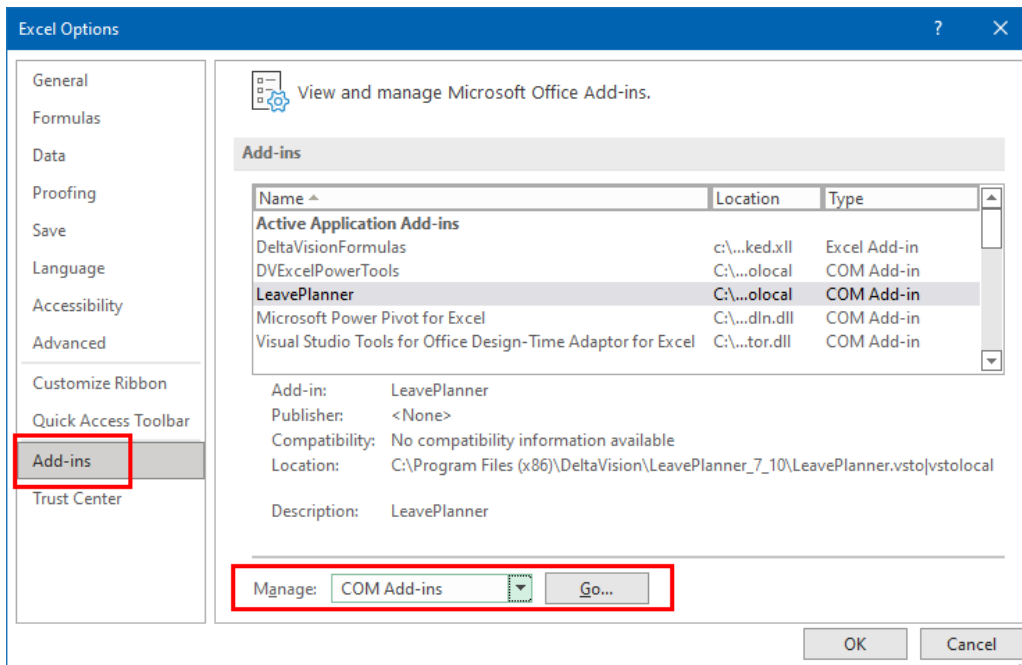 Excel Options
?
General
Formulas
Data
Proofing
Save
Language
Accessibility
Advanced
Customize Ribbon
Quick Access Toolbar
Add-ins
Trust Center
View and manage Microsoft Office Add-ins.
Add-ins
Name Location Type
Active Application Add-ins
DeltaVisionFormulas c:\...ked.xll Excel Add-in
DVExcelPowerTools C:\...olocal COM Add-in
LeavePlanner C:\...olocal COM Add-in
Microsoft Power Pivot for Excel C:\...dln.dll COM Add-in
Visual Studio Tools for Office Design-Time Adaptor for Excel C:\...tor.dll COM Add-in
Add-in: LeavePlanner
Publisher: <None>
Compatibility: No compatibility information available
Location: C:\Program Files (x86)\DeltaVision\LeavePlanner_7_10\LeavePlanner.vsto|vstolocal
Description: LeavePlanner
Manage: COM Add-ins Go...
OK Cancel